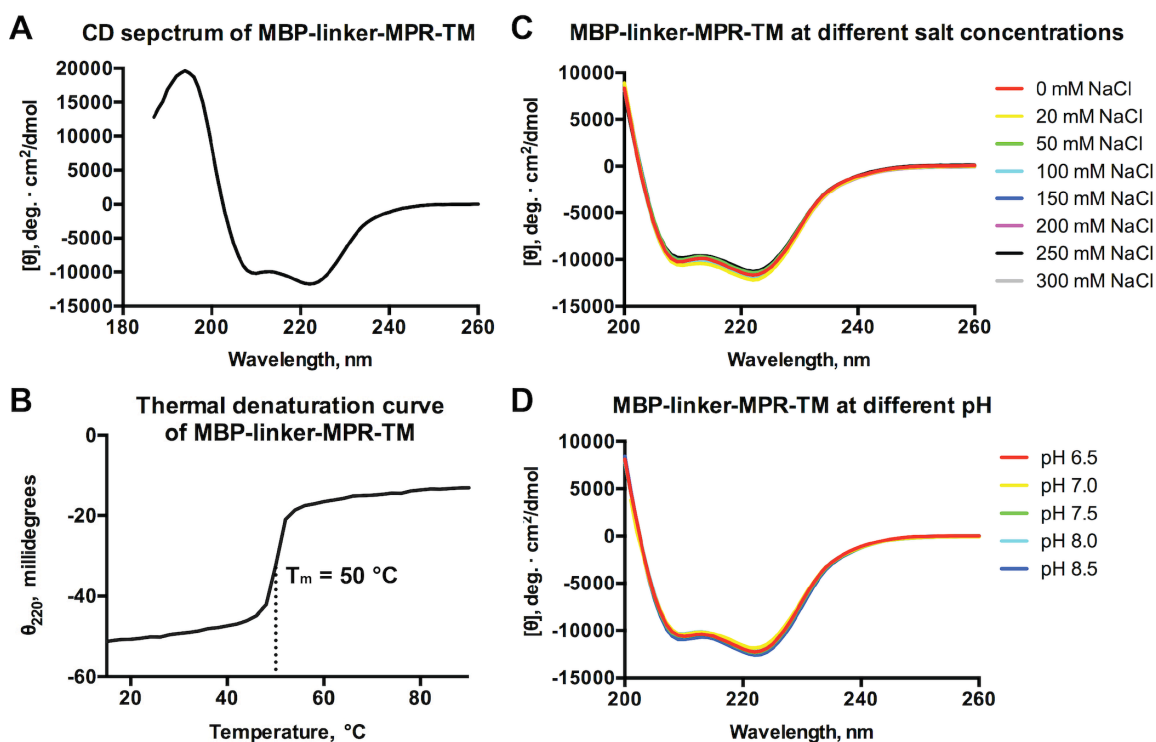 A
CD sepctrum of MBP-linker-MPR-TM
[θ], deg. · cm²/dmol
20000
15000
10000
5000
0
-5000
-10000
-15000
180
200
220
240
260
Wavelength, nm
B
Thermal denaturation curve
of MBP-linker-MPR-TM
θ₂₂₀, millidegrees
0
-20
-40
-60
Tₘ = 50 °C
20
40
60
80
Temperature, °C
C
MBP-linker-MPR-TM at different salt concentrations
[θ], deg. · cm²/dmol
10000
5000
0
-5000
-10000
-15000
200
220
240
260
Wavelength, nm
0 mM NaCl
20 mM NaCl
50 mM NaCl
100 mM NaCl
150 mM NaCl
200 mM NaCl
250 mM NaCl
300 mM NaCl
D
MBP-linker-MPR-TM at different pH
[θ], deg. · cm²/dmol
10000
5000
0
-5000
-10000
-15000
200
220
240
260
Wavelength, nm
pH 6.5
pH 7.0
pH 7.5
pH 8.0
pH 8.5